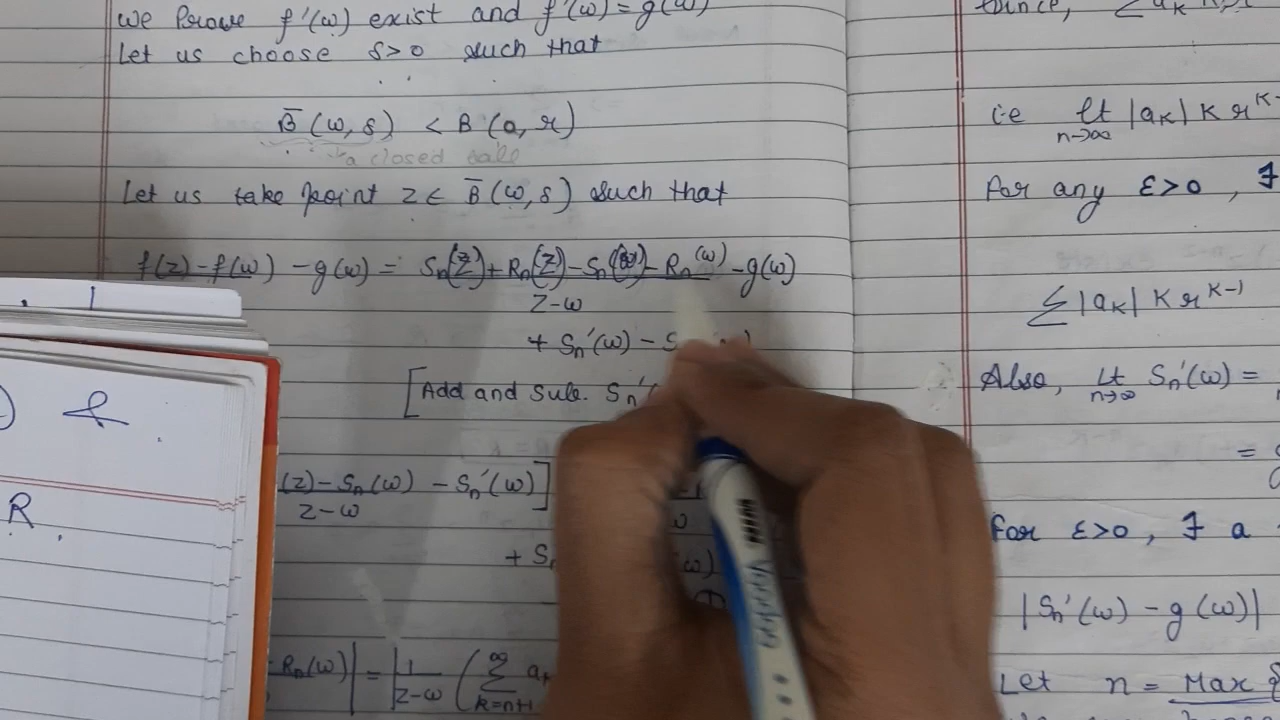 We Prove f'(w) exist and f'(w) = g(w)
Let us choose δ>0 such that
B̄ (w, δ) < B (0, r)
a closed ball
Let us take point z ∈ B̄ (w, δ) such that
f(z) - f(w) - g(w) = Sn(z) + Rn(z) - Sn(w) - Rn(w) - g(w)
z-w
+ Sn'(w) - S
[Add and Sub. Sn'(
(z) - Sn(w) - Sn'(w)]
z-w
w
+ S
w)
Rn(w)| = | 1
z-w
( ∞ Σ k=n+1 a
1
&
R.
Since,
i.e lt n→∞ |aK| K r^K-
for any ε>0, ∃
Σ |aK| K r^K-1
Also, Lt n→∞ Sn'(w) =
=
For ε>0, ∃ a
|Sn'(w) - g(w)|
Let n = Max {